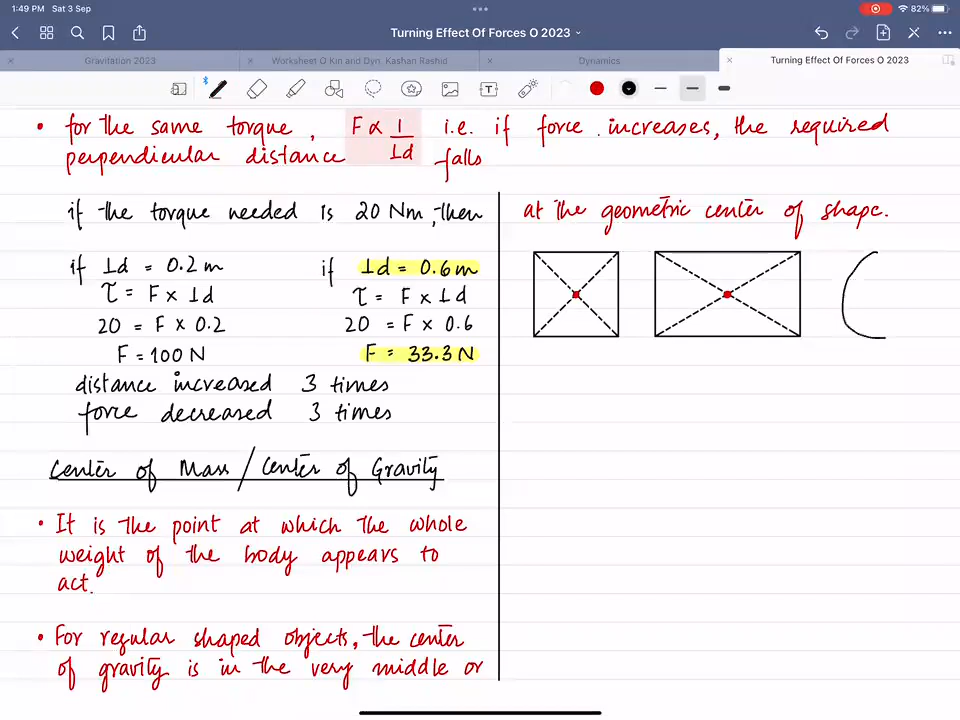 1:49 PM Sat 3 Sep
82%
Turning Effect Of Forces O 2023
Gravitation 2023
Worksheet O Kin and Dyn. Kashan Rashid
Dynamics
Turning Effect Of Forces O 2023
• for the same torque, F ∝ 1/⊥d i.e. if force increases, the required
perpendicular distance falls
if the torque needed is 20 Nm, then
if ⊥d = 0.2 m
τ = F x ⊥d
20 = F x 0.2
F = 100 N
if ⊥d = 0.6 m
τ = F x ⊥d
20 = F x 0.6
F = 33.3 N
distance increased 3 times
force decreased 3 times
Center of Mass / Center of Gravity
• It is the point at which the whole
weight of the body appears to
act.
• For regular shaped objects, the center
of gravity is in the very middle or
at the geometric center of shape.